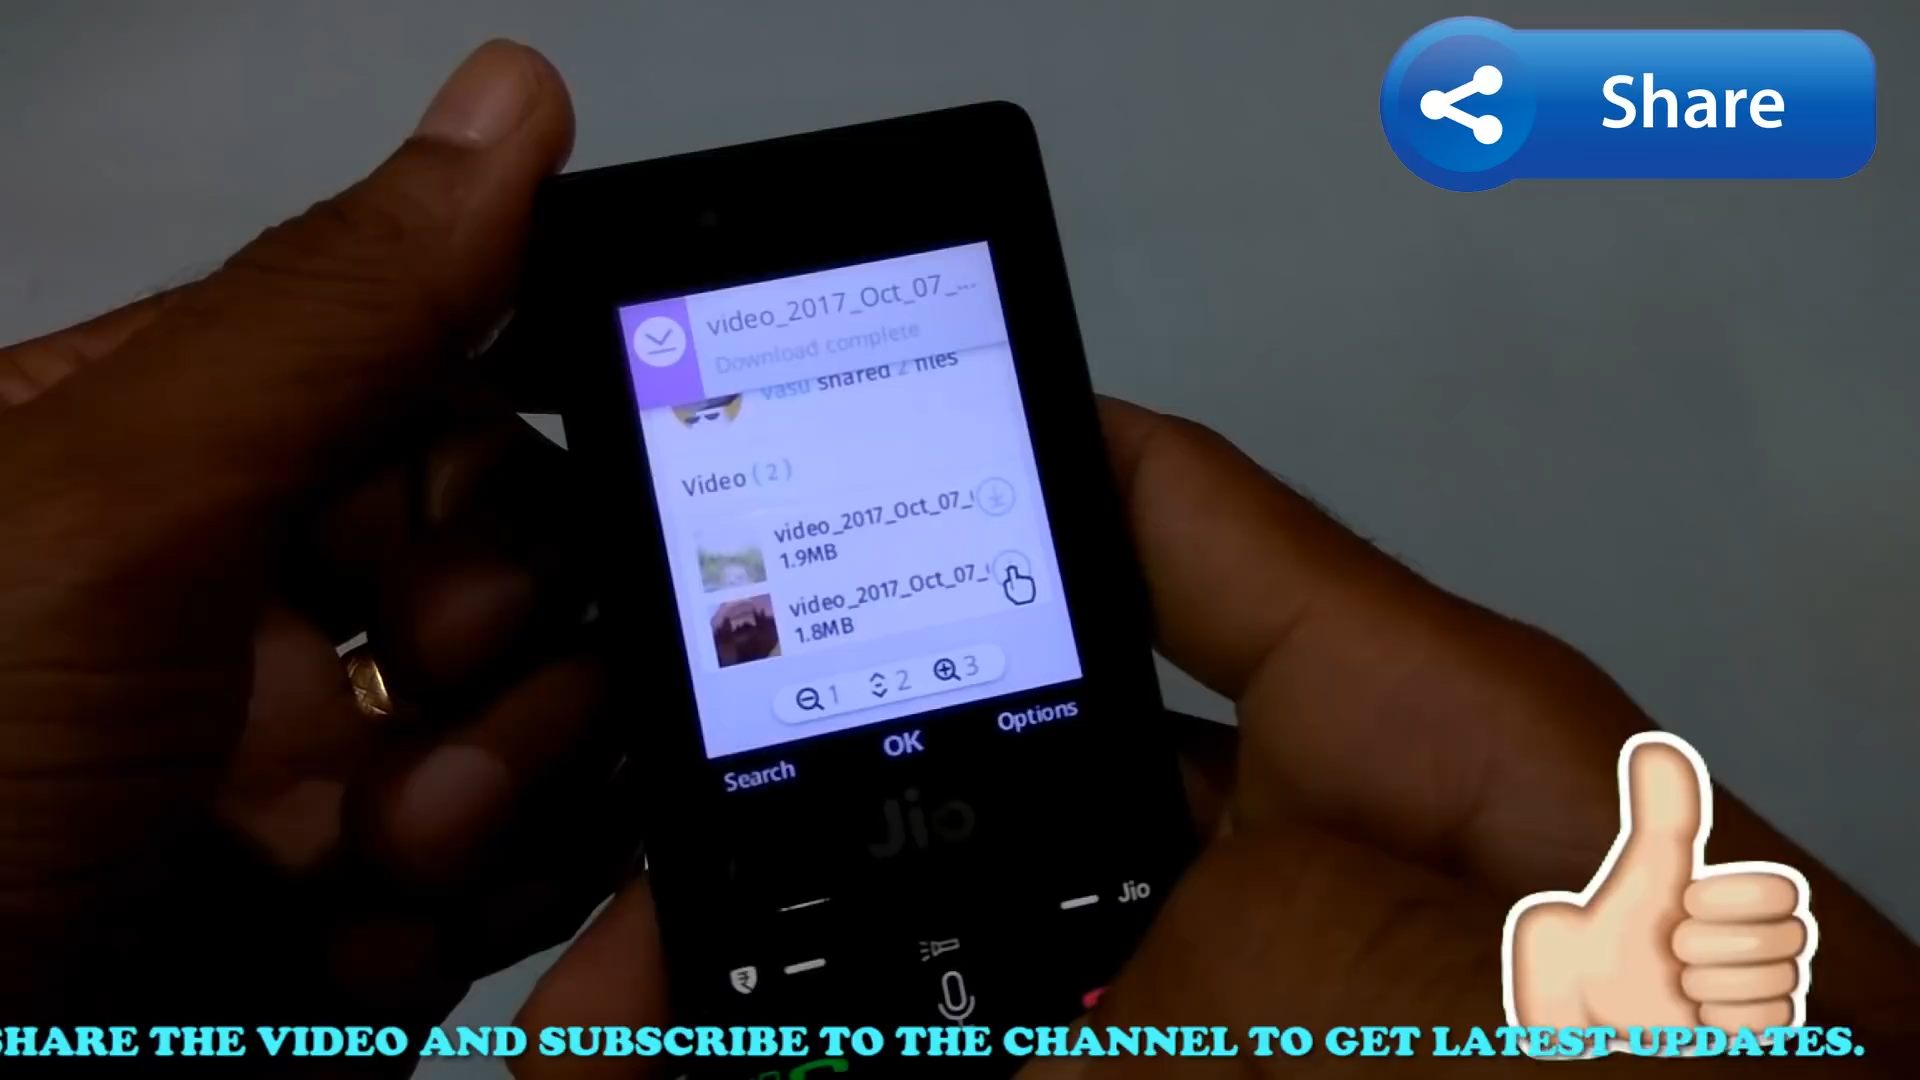 Share
video_2017_Oct_07_...
Download complete
Vasu shared 2 files
Video (2)
video_2017_Oct_07_
1.9MB
video_2017_Oct_07_
1.8MB
1 2 3
Search OK Options
Jio
Jio
SHARE THE VIDEO AND SUBSCRIBE TO THE CHANNEL TO GET LATEST UPDATES.